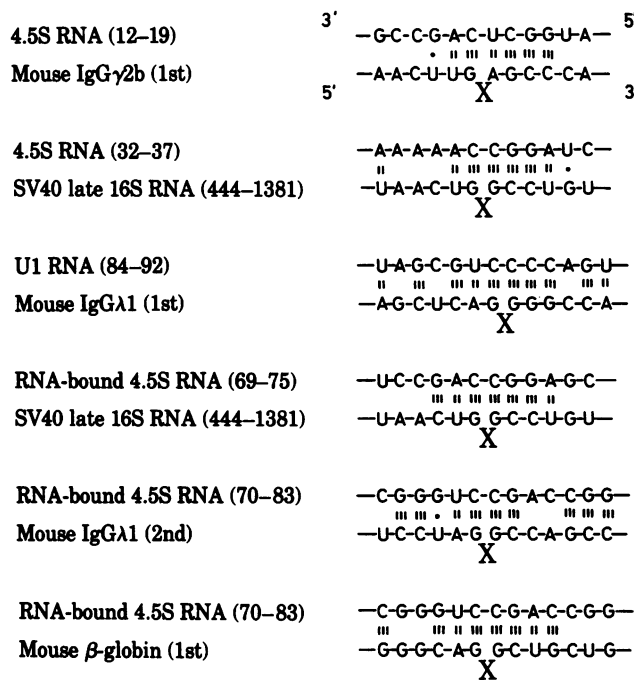 3′ 5′
4.5S RNA (12–19) —G-C-C-G-A-C-U-C-G-G-U-A—
Mouse IgGγ2b (1st) —A-A-C-U-U-G A-G-C-C-C-A—
5′ X 3
4.5S RNA (32–37) —A-A-A-A-A-C-C-G-G-A-U-C—
SV40 late 16S RNA (444–1381) —U-A-A-C-U-G G-C-C-U-G-U—
X
U1 RNA (84–92) —U-A-G-C-G-U-C-C-C-C-A-G-U—
Mouse IgGλ1 (1st) —A-G-C-U-C-A-G G-G-G-C-C-A—
X
RNA-bound 4.5S RNA (69–75) —U-C-C-G-A-C-C-G-G-A-G-C—
SV40 late 16S RNA (444–1381) —U-A-A-C-U-G G-C-C-U-G-U—
X
RNA-bound 4.5S RNA (70–83) —C-G-G-G-U-C-C-G-A-C-C-G-G—
Mouse IgGλ1 (2nd) —U-C-C-U-A-G G-C-C-A-G-C-C—
X
RNA-bound 4.5S RNA (70–83) —C-G-G-G-U-C-C-G-A-C-C-G-G—
Mouse β-globin (1st) —G-G-G-C-A-G G-C-U-G-C-U-G—
X